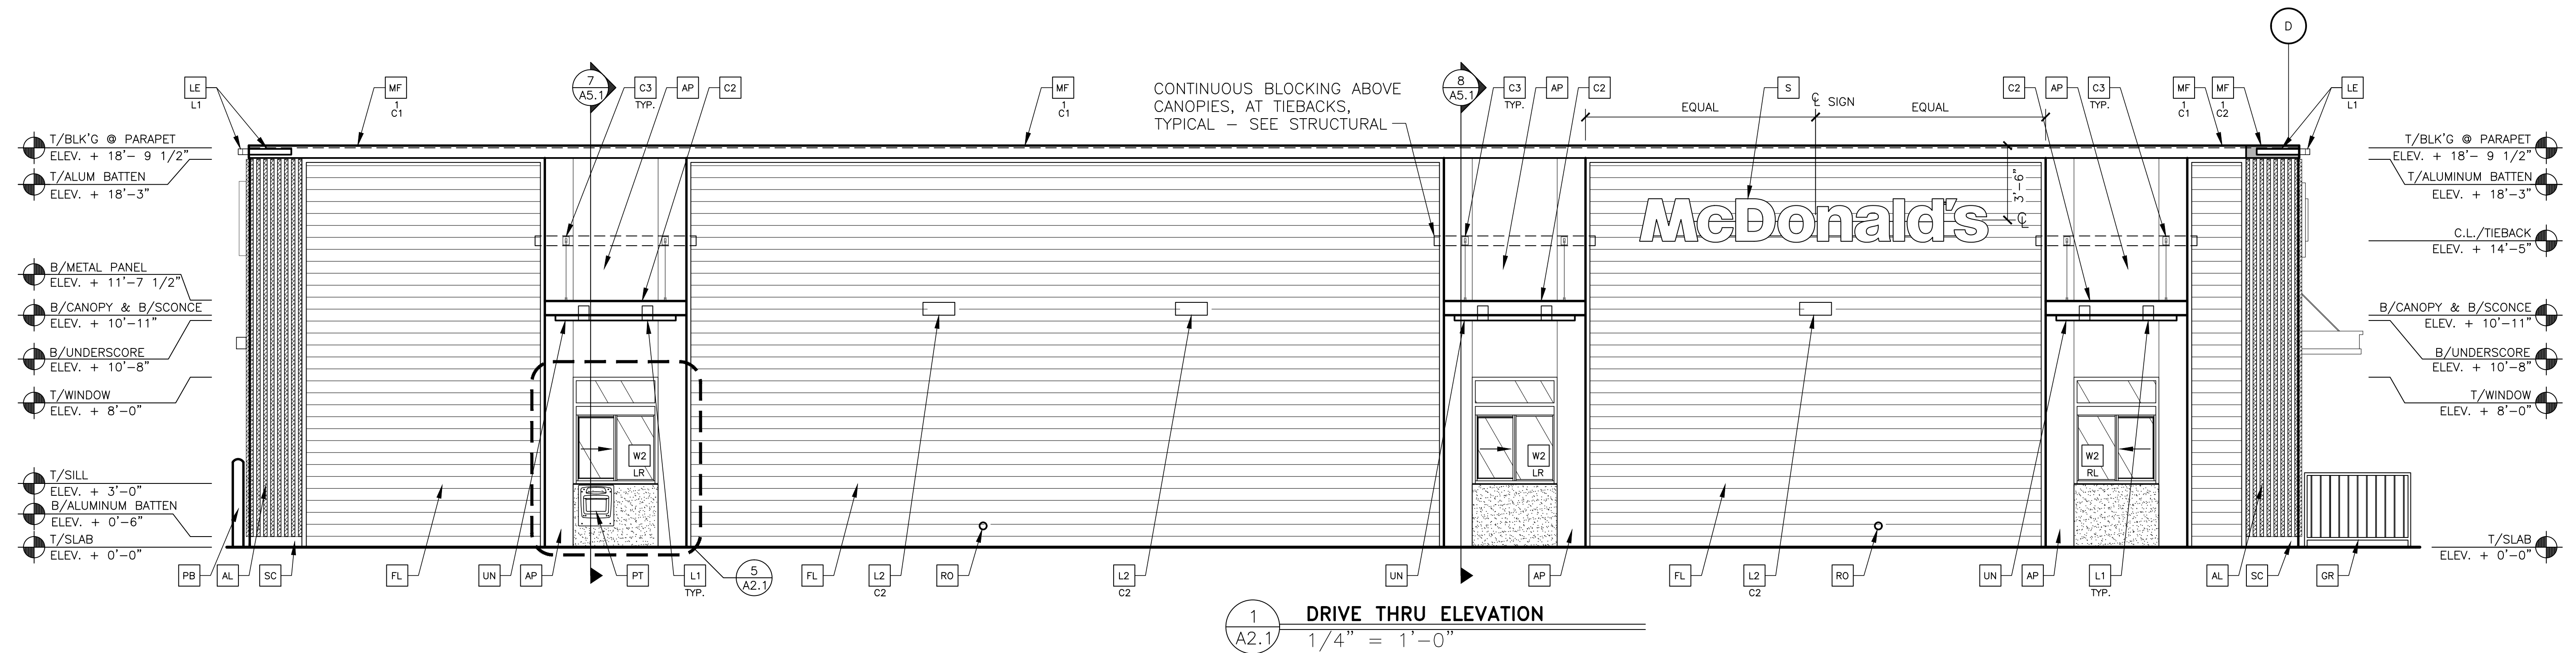 D
LE
L1
MF
1
C1
7
A5.1
C3
TYP.
AP
C2
MF
1
C1
CONTINUOUS BLOCKING ABOVE
CANOPIES, AT TIEBACKS,
TYPICAL – SEE STRUCTURAL
8
A5.1
C3
TYP.
AP
C2
EQUAL
S
℄ SIGN
EQUAL
C2
AP
C3
TYP.
MF
1
C1
MF
1
C2
LE
L1
T/BLK'G @ PARAPET
ELEV. + 18'- 9 1/2"
T/ALUM BATTEN
ELEV. + 18'-3"
B/METAL PANEL
ELEV. + 11'-7 1/2"
B/CANOPY & B/SCONCE
ELEV. + 10'-11"
B/UNDERSCORE
ELEV. + 10'-8"
T/WINDOW
ELEV. + 8'-0"
T/SILL
ELEV. + 3'-0"
B/ALUMINUM BATTEN
ELEV. + 0'-6"
T/SLAB
ELEV. + 0'-0"
3'-6"
McDonald's
℄
W2
LR
W2
LR
W2
RL
T/BLK'G @ PARAPET
ELEV. + 18'- 9 1/2"
T/ALUMINUM BATTEN
ELEV. + 18'-3"
C.L./TIEBACK
ELEV. + 14'-5"
B/CANOPY & B/SCONCE
ELEV. + 10'-11"
B/UNDERSCORE
ELEV. + 10'-8"
T/WINDOW
ELEV. + 8'-0"
T/SLAB
ELEV. + 0'-0"
PB
AL
SC
FL
UN
AP
PT
L1
TYP.
5
A2.1
FL
L2
C2
RO
L2
C2
UN
AP
FL
L2
C2
RO
UN
AP
L1
TYP.
AL
SC
GR
1
A2.1
DRIVE THRU ELEVATION
1/4" = 1'-0"